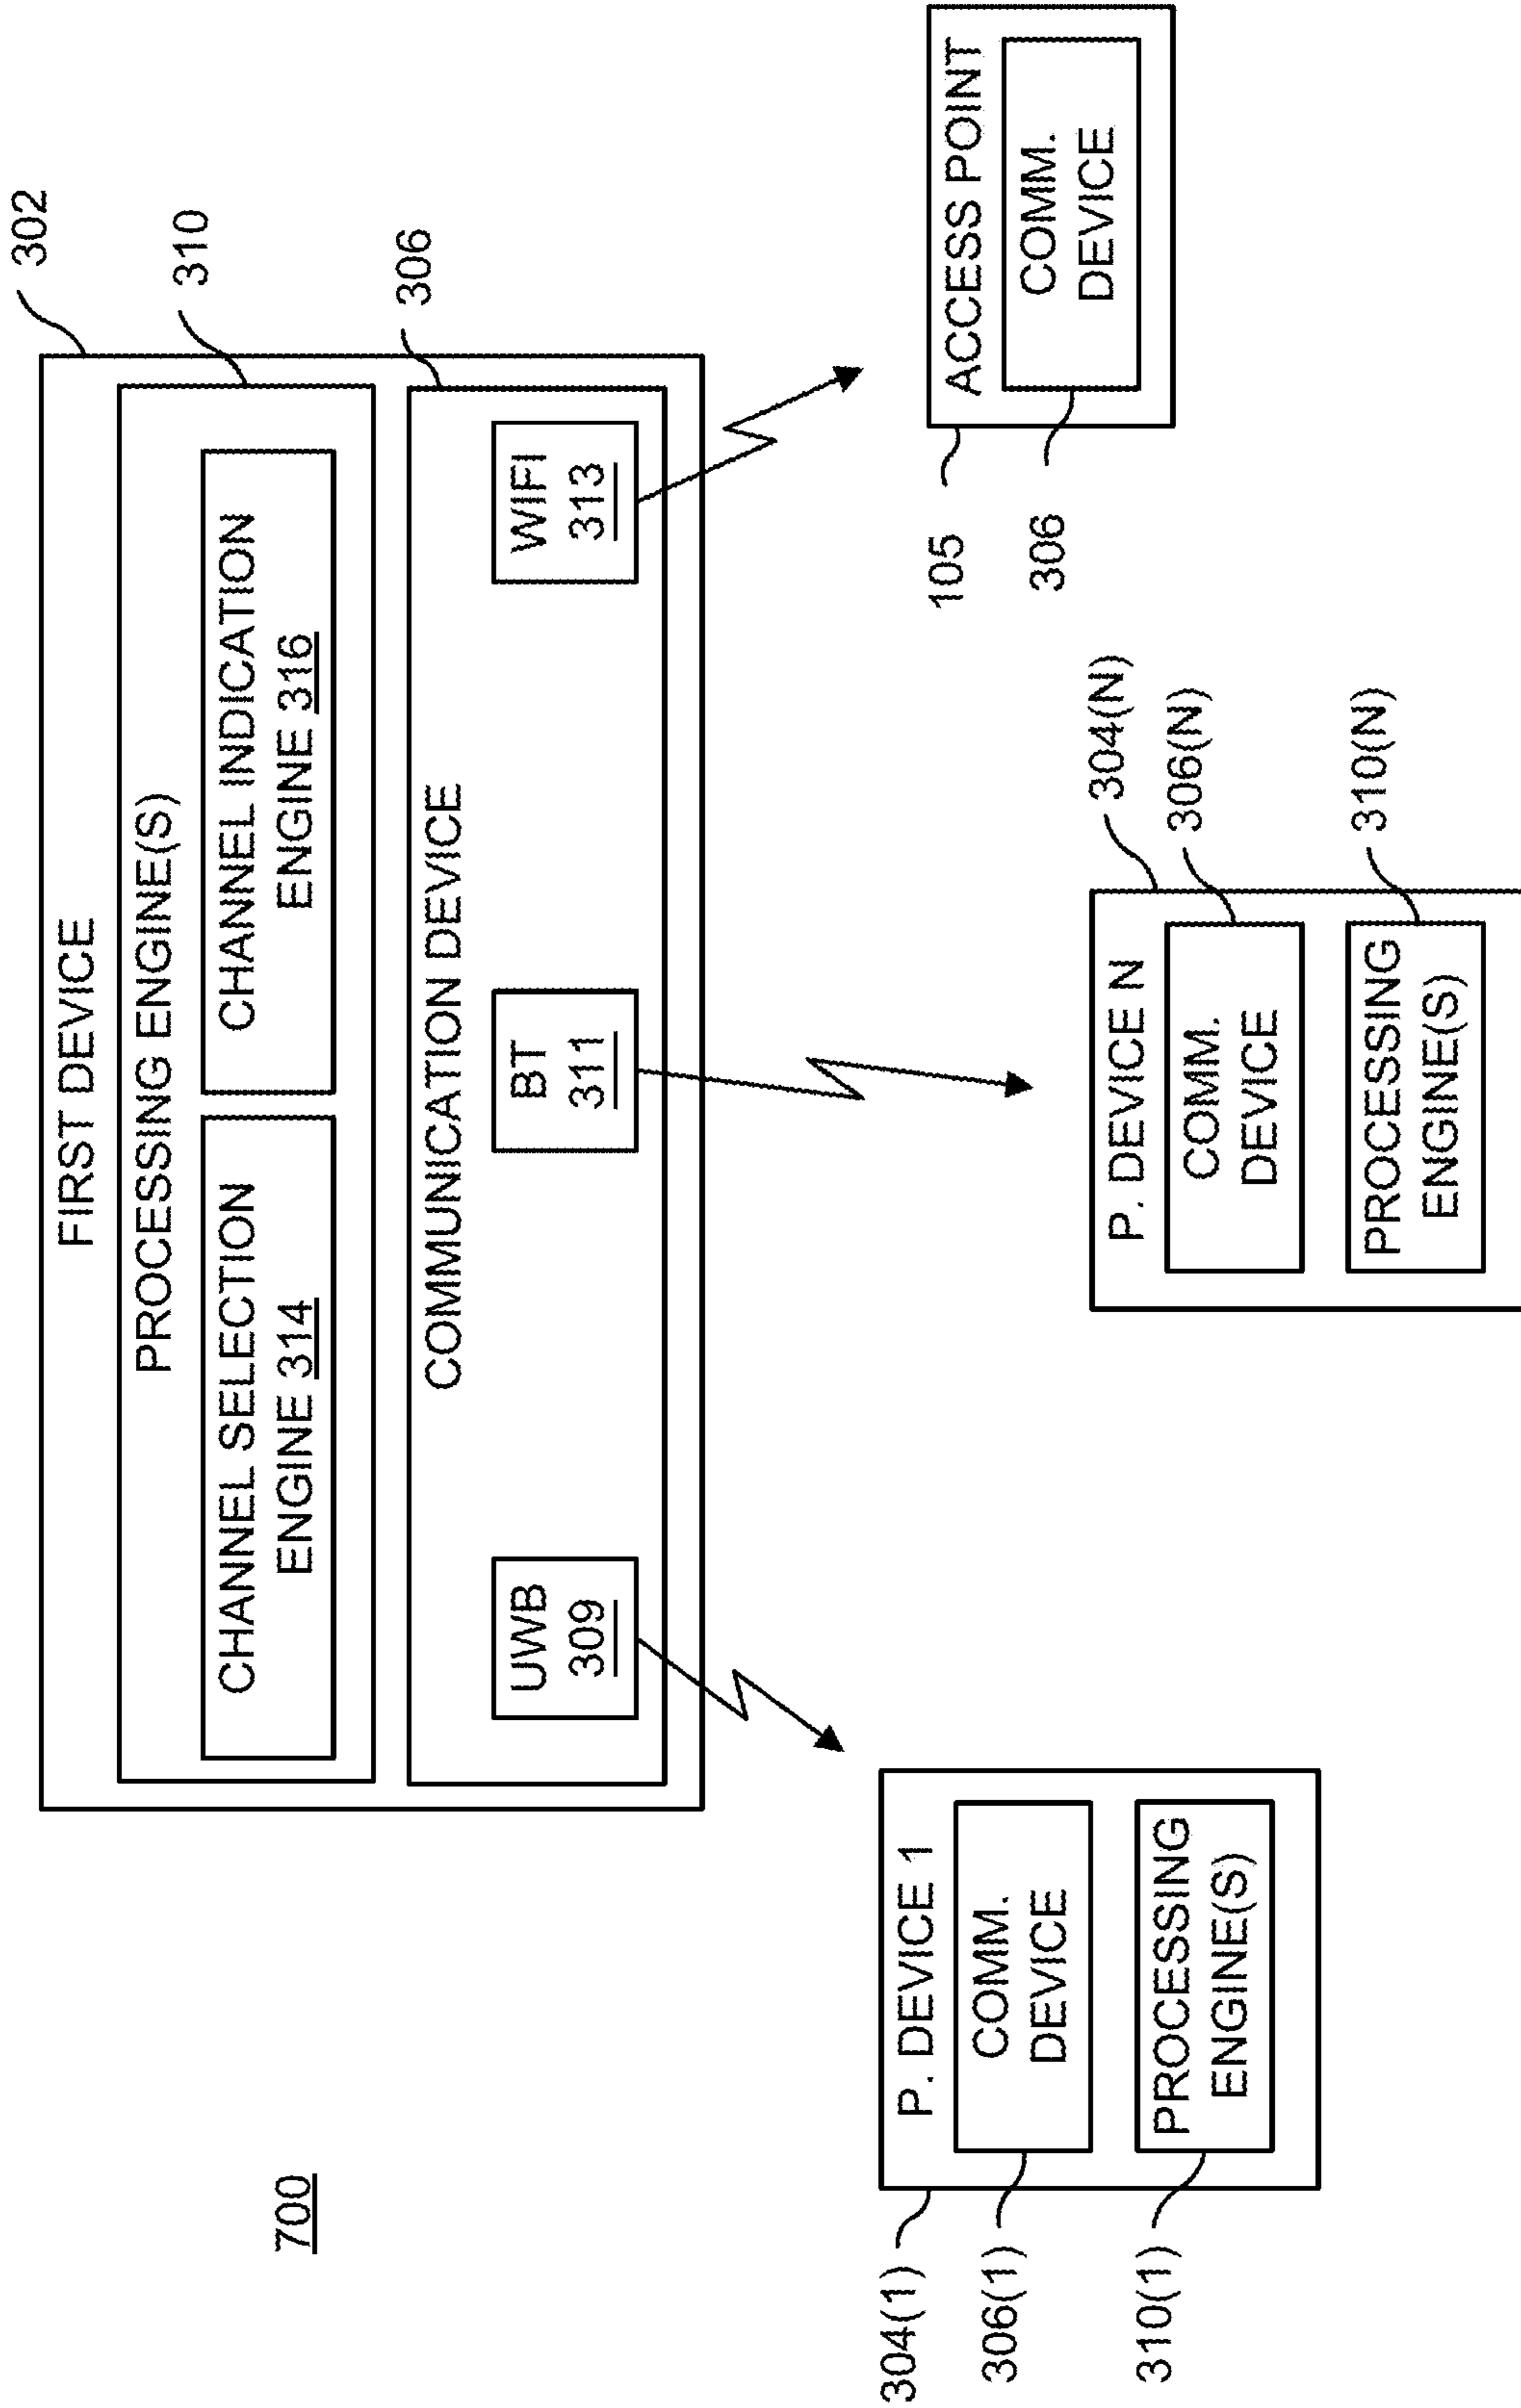 700
FIRST DEVICE
302
PROCESSING ENGINE(S)
310
CHANNEL SELECTION
ENGINE 314
CHANNEL INDICATION
ENGINE 316
COMMUNICATION DEVICE
306
UWB
309
BT
311
WIFI
313
304(1)
P. DEVICE 1
306(1)
COMM.
DEVICE
310(1)
PROCESSING
ENGINE(S)
304(N)
P. DEVICE N
306(N)
COMM.
DEVICE
310(N)
PROCESSING
ENGINE(S)
105
ACCESS POINT
306
COMM.
DEVICE